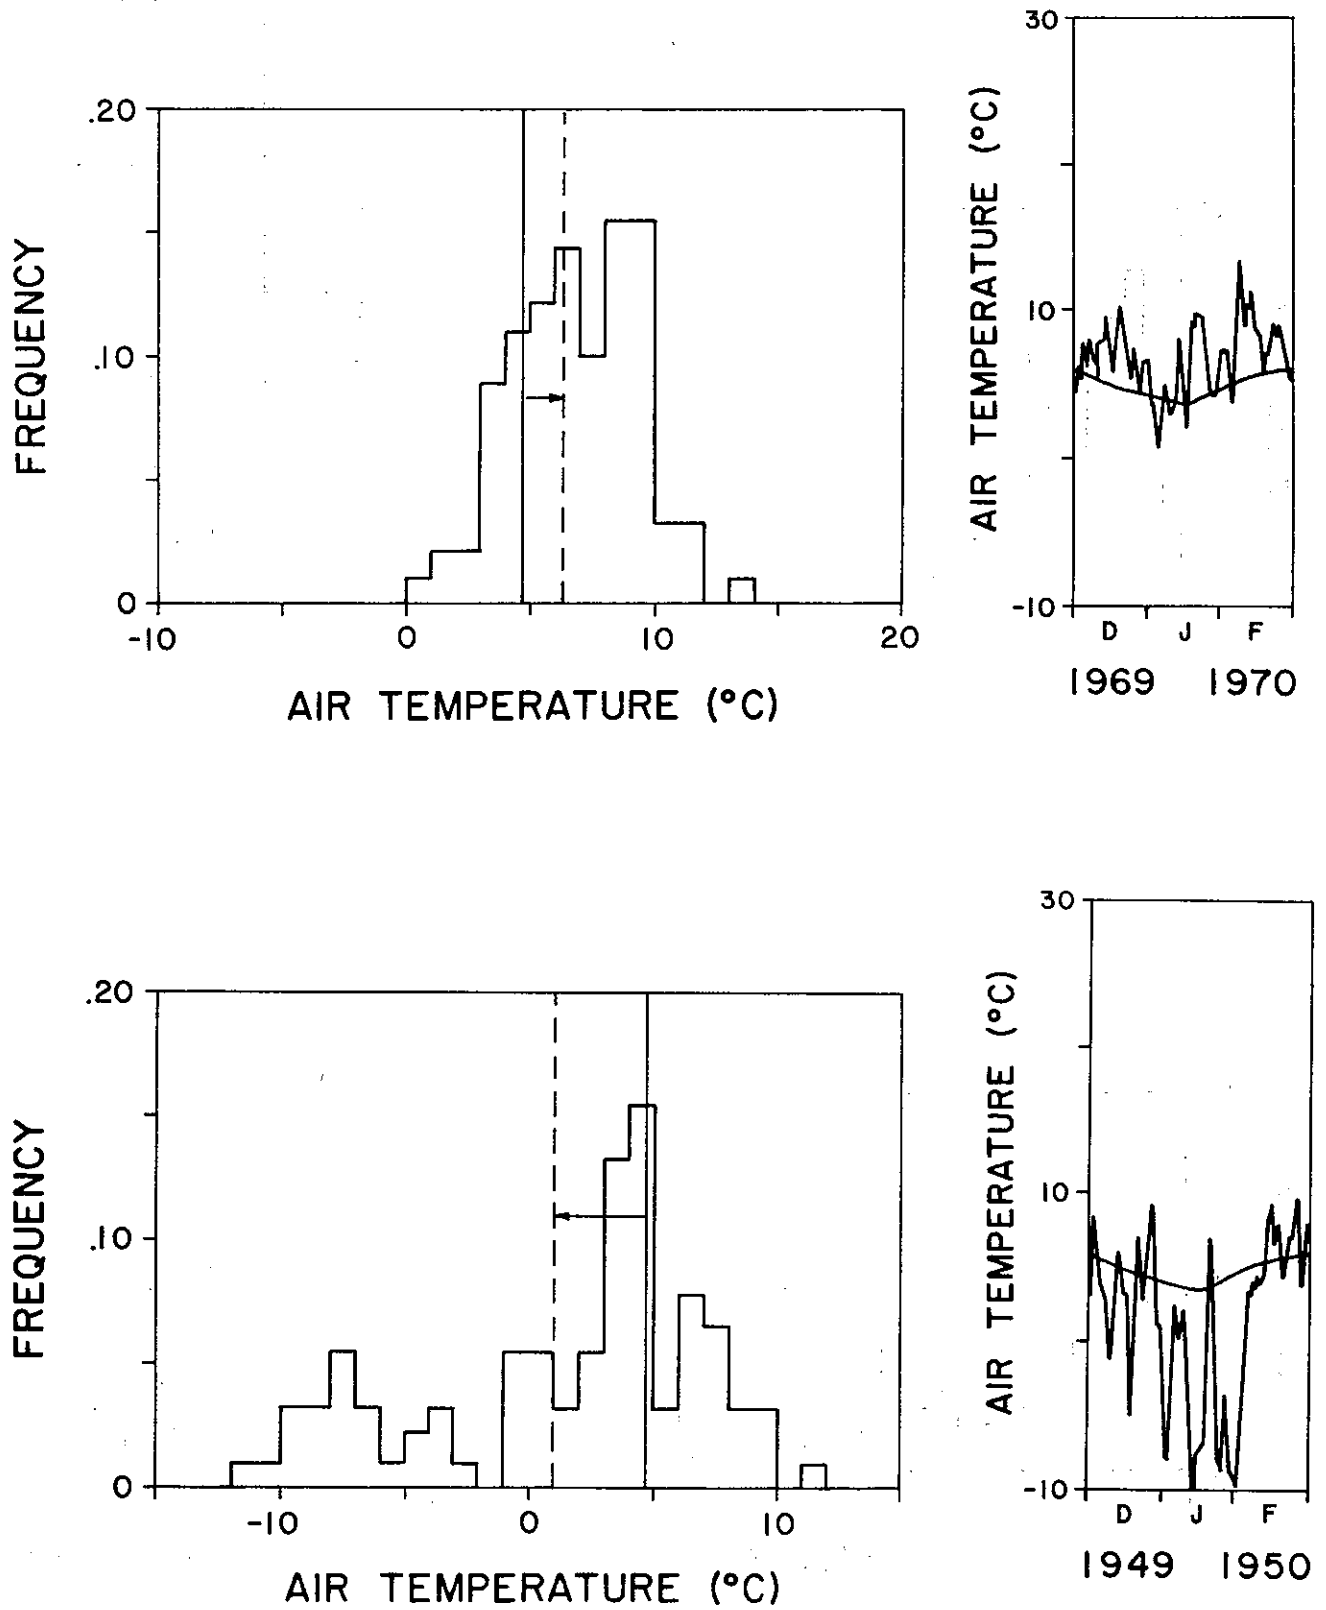 .20
.10
0
FREQUENCY
-10 0 10 20
AIR TEMPERATURE (°C)
30
10
-10
AIR TEMPERATURE (°C)
D J F
1969 1970
.20
.10
0
FREQUENCY
-10 0 10
AIR TEMPERATURE (°C)
30
10
-10
AIR TEMPERATURE (°C)
D J F
1949 1950